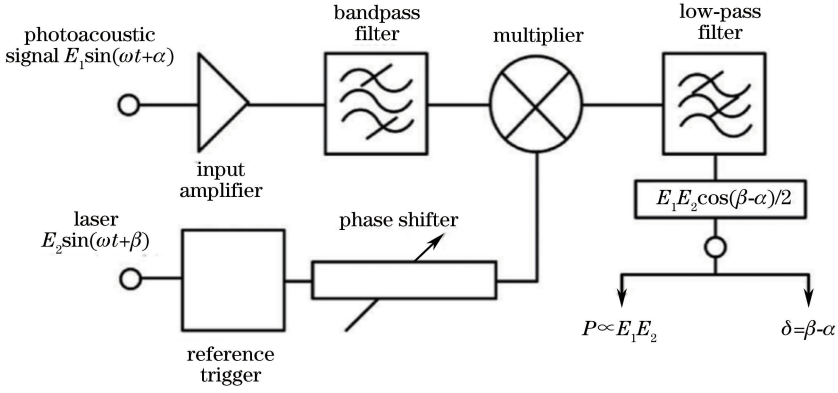 photoacoustic
signal E₁sin(ωt+α)
bandpass
filter
multiplier
low-pass
filter
input
amplifier
E₁E₂cos(β-α)/2
laser
E₂sin(ωt+β)
phase shifter
reference
trigger
P∝E₁E₂
δ=β-α